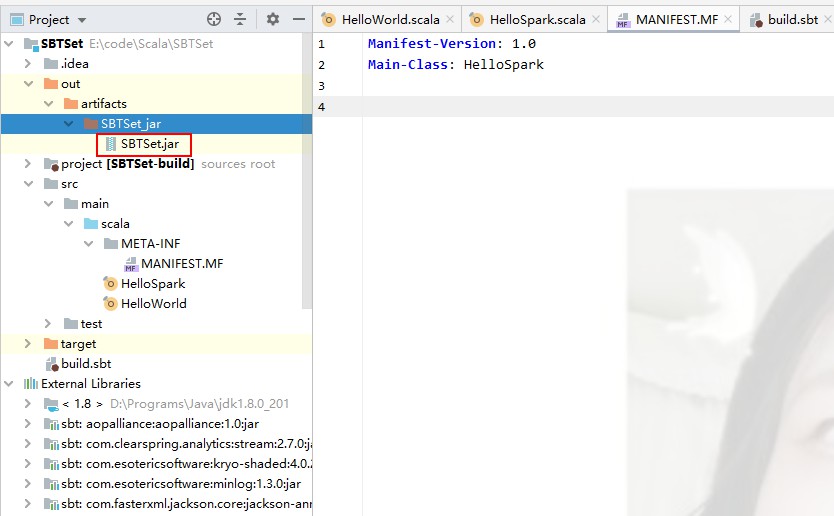 Project
SBTSet E:\code\Scala\SBTSet
.idea
out
artifacts
SBTSet_jar
SBTSet.jar
project [SBTSet-build] sources root
src
main
scala
META-INF
MANIFEST.MF
HelloSpark
HelloWorld
test
target
build.sbt
External Libraries
< 1.8 > D:\Programs\Java\jdk1.8.0_201
sbt: aopalliance:aopalliance:1.0:jar
sbt: com.clearspring.analytics:stream:2.7.0:ja
sbt: com.esotericsoftware:kryo-shaded:4.0.2
sbt: com.esotericsoftware:minlog:1.3.0:jar
sbt: com.fasterxml.jackson.core:jackson-ann
HelloWorld.scala HelloSpark.scala MANIFEST.MF build.sbt
1 Manifest-Version: 1.0
2 Main-Class: HelloSpark
3
4